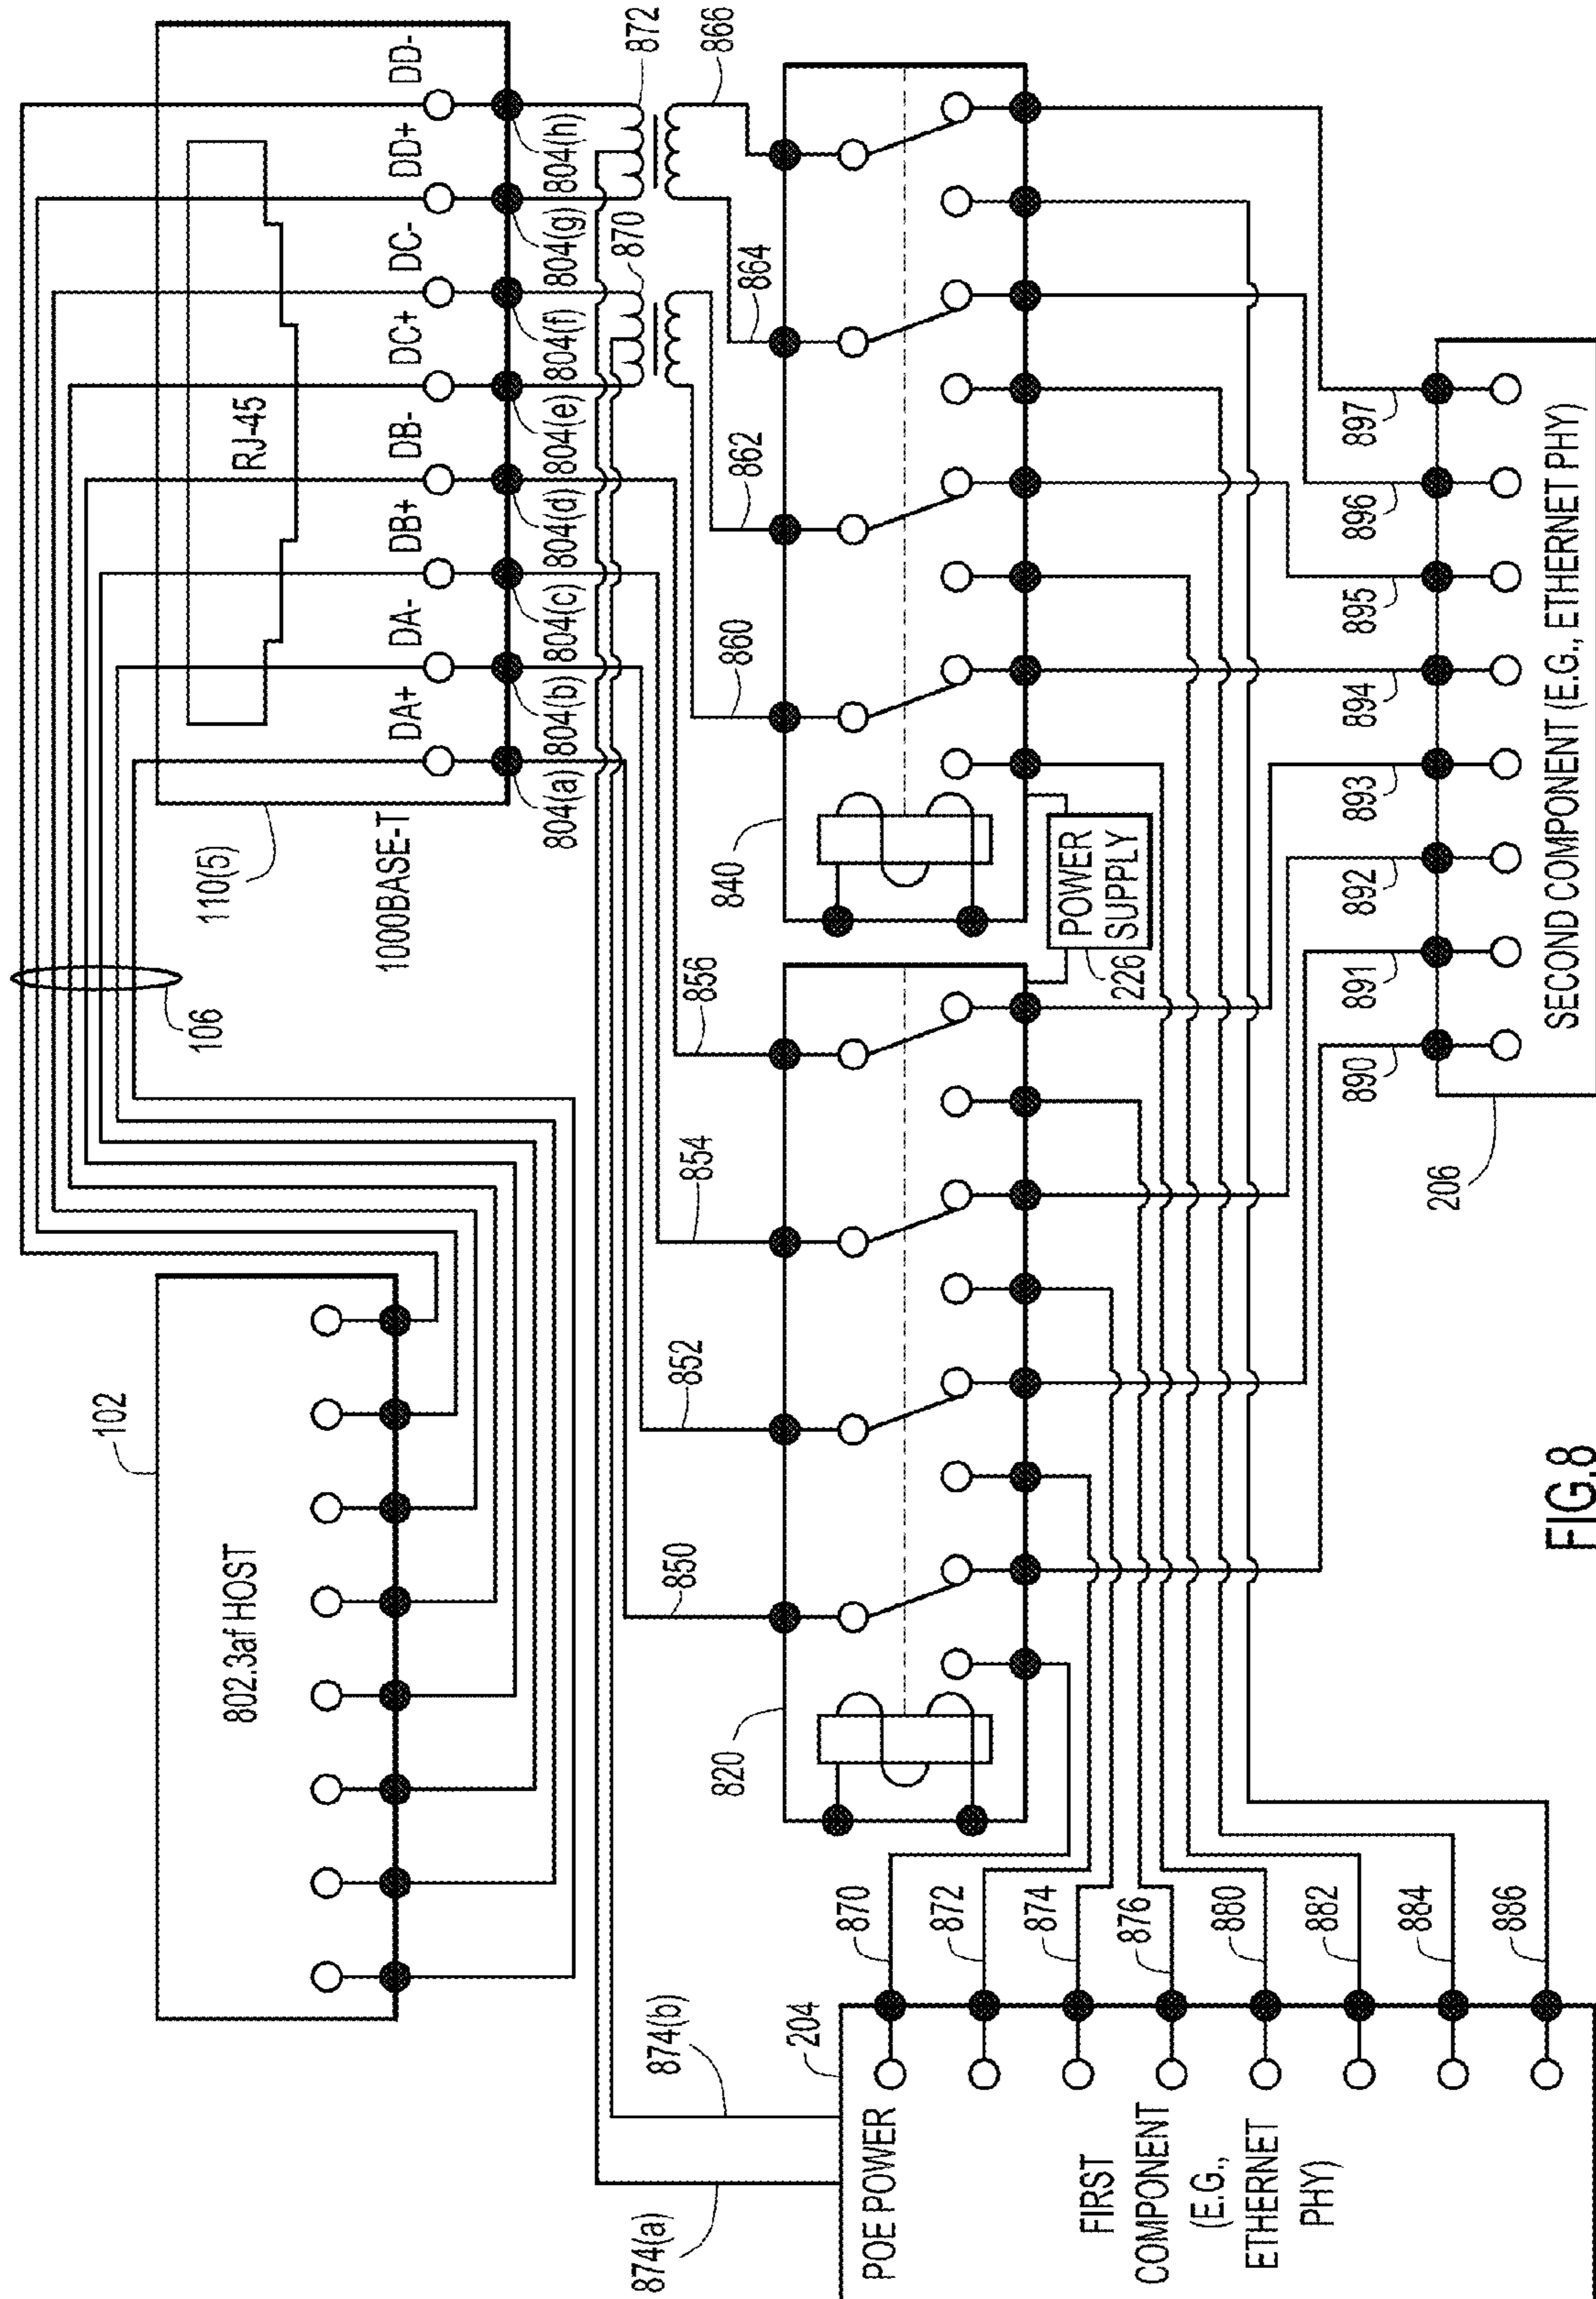 802.3af HOST
102
106
110(5)
1000BASE-T
RJ-45
DA+
DA-
DB+
DB-
DC+
DC-
DD+
DD-
804(a)
804(b)
804(c)
804(d)
804(e)
804(f)
804(g)
804(h)
870
872
874(a)
874(b)
850
852
854
856
860
862
864
866
820
840
POWER
SUPPLY
226
204
POE POWER
FIRST
COMPONENT
(E.G.,
ETHERNET
PHY)
870
872
874
876
880
882
884
886
890
891
892
893
894
895
896
897
206
SECOND COMPONENT (E.G., ETHERNET PHY)
FIG.8